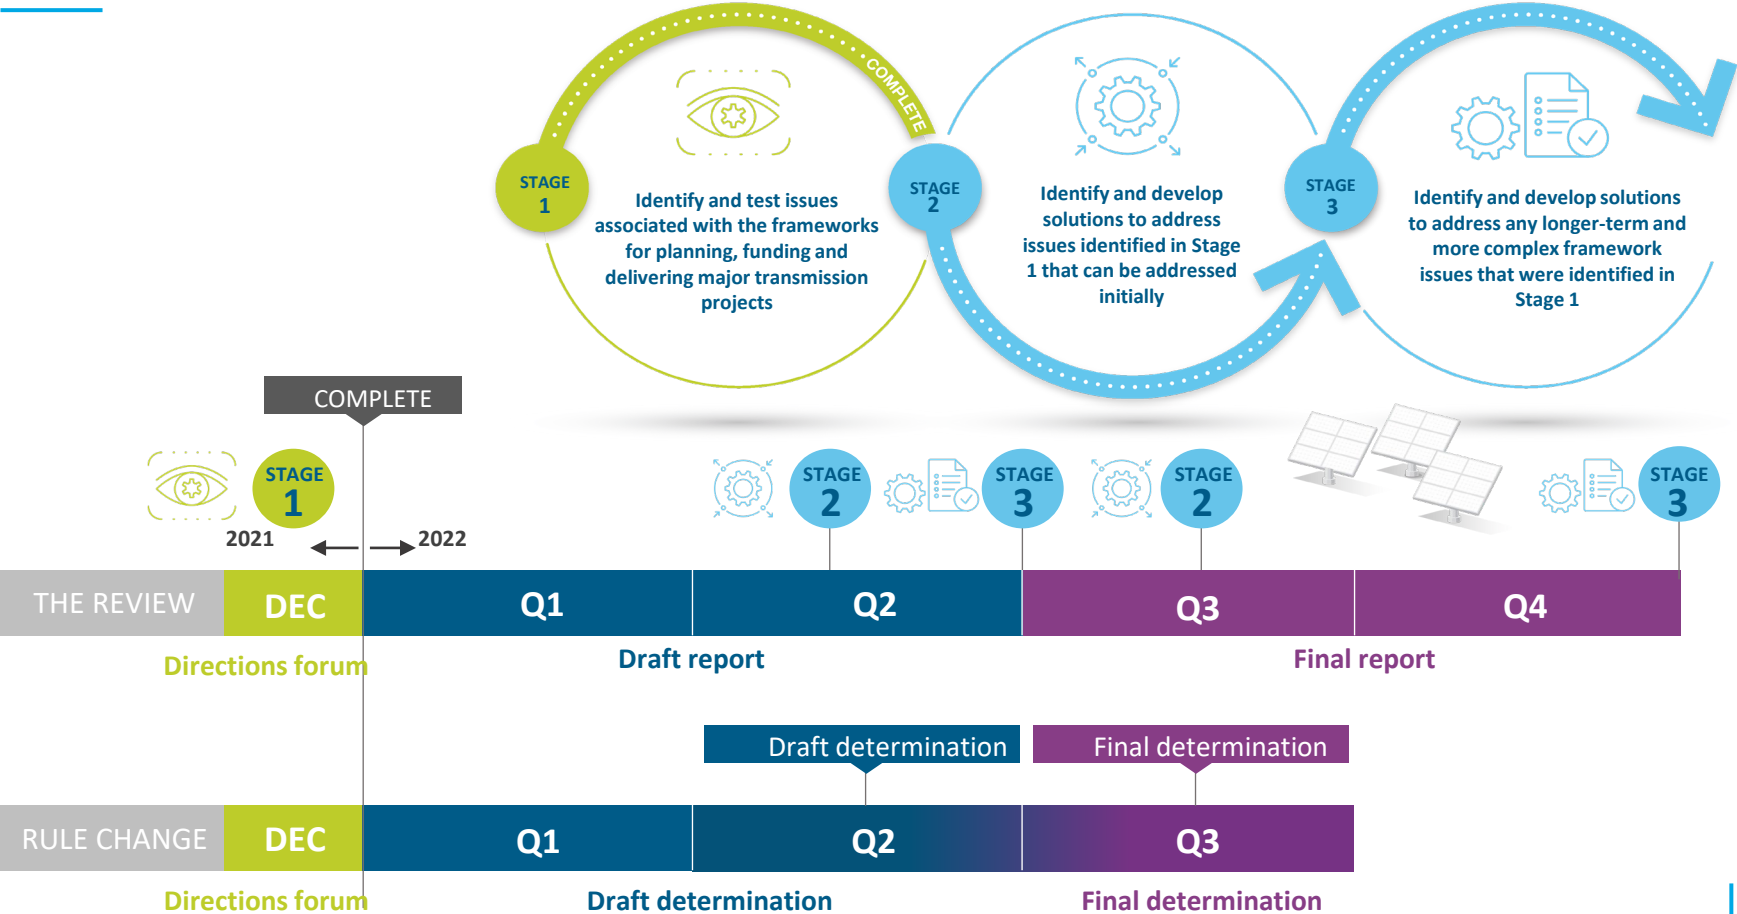 COMPLETE
STAGE
1
Identify and test issues
associated with the frameworks
for planning, funding and
delivering major transmission
projects
STAGE
2
Identify and develop
solutions to address
issues identified in Stage
1 that can be addressed
initially
STAGE
3
Identify and develop solutions
to address any longer-term and
more complex framework
issues that were identified in
Stage 1
COMPLETE
STAGE
1
STAGE
2
STAGE
3
STAGE
2
STAGE
3
2021
2022
THE REVIEW
DEC
Q1
Q2
Q3
Q4
Directions forum
Draft report
Final report
Draft determination
Final determination
RULE CHANGE
DEC
Q1
Q2
Q3
Directions forum
Draft determination
Final determination